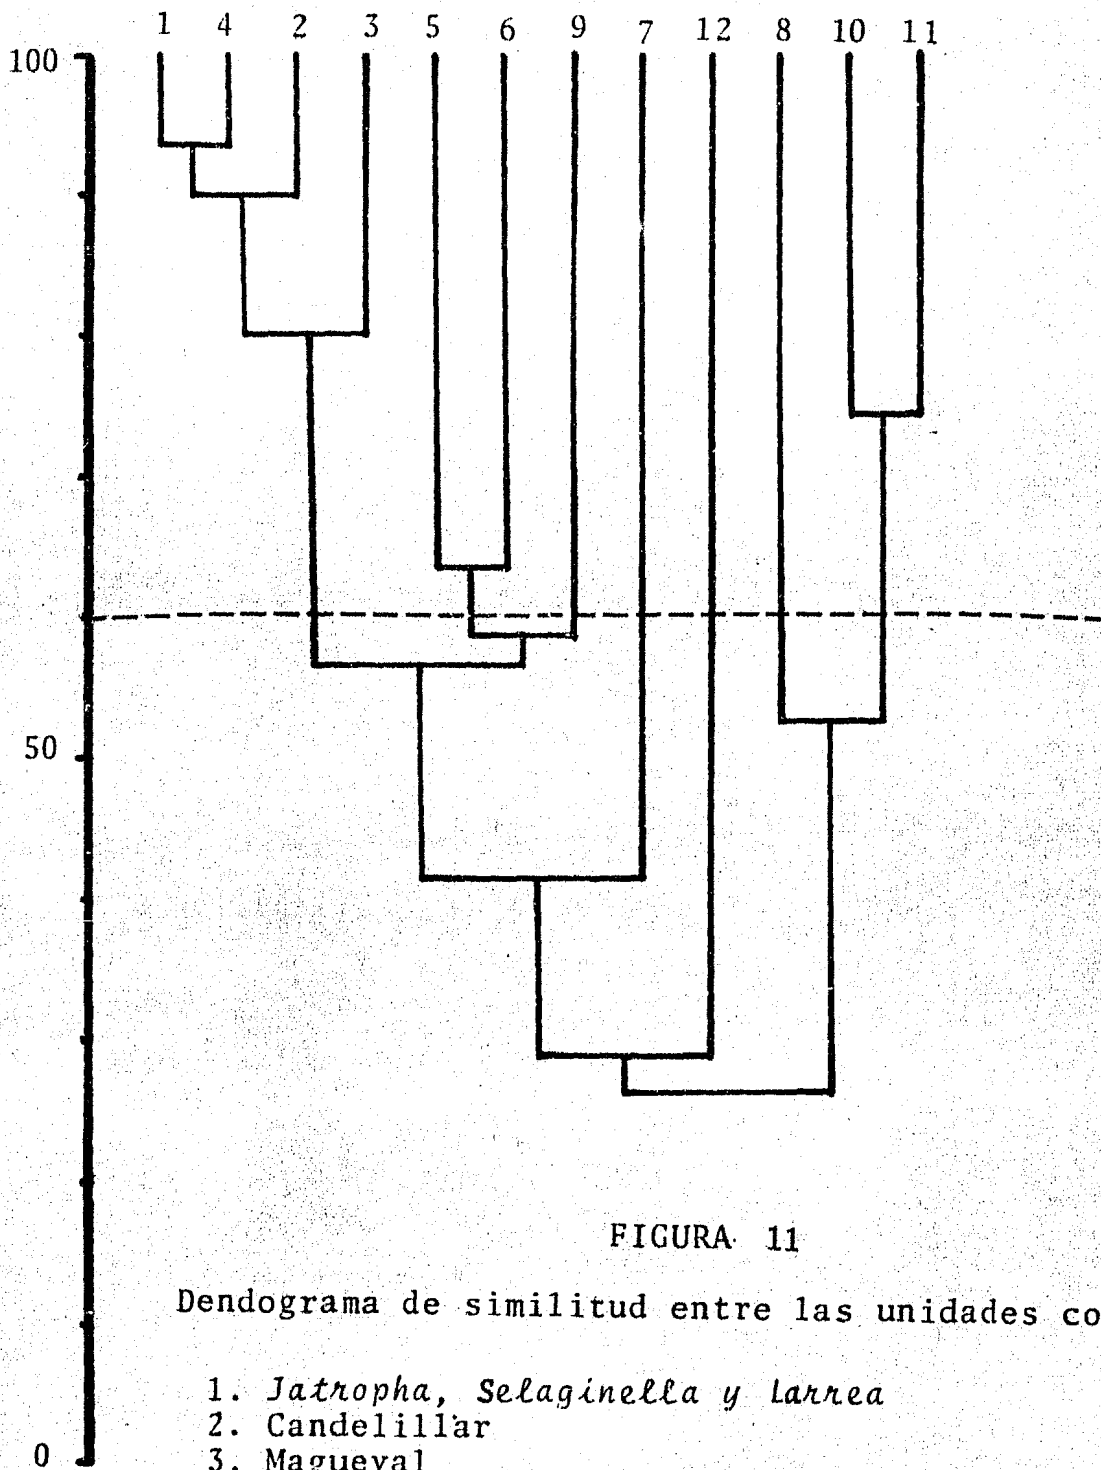 1 4 2 3 5 6 9 7 12 8 10 11
100
50
FIGURA 11
Dendograma de similitud entre las unidades co
1. Jatropha, Selaginella y Larrea
2. Candelillar
3. Magueyal
0